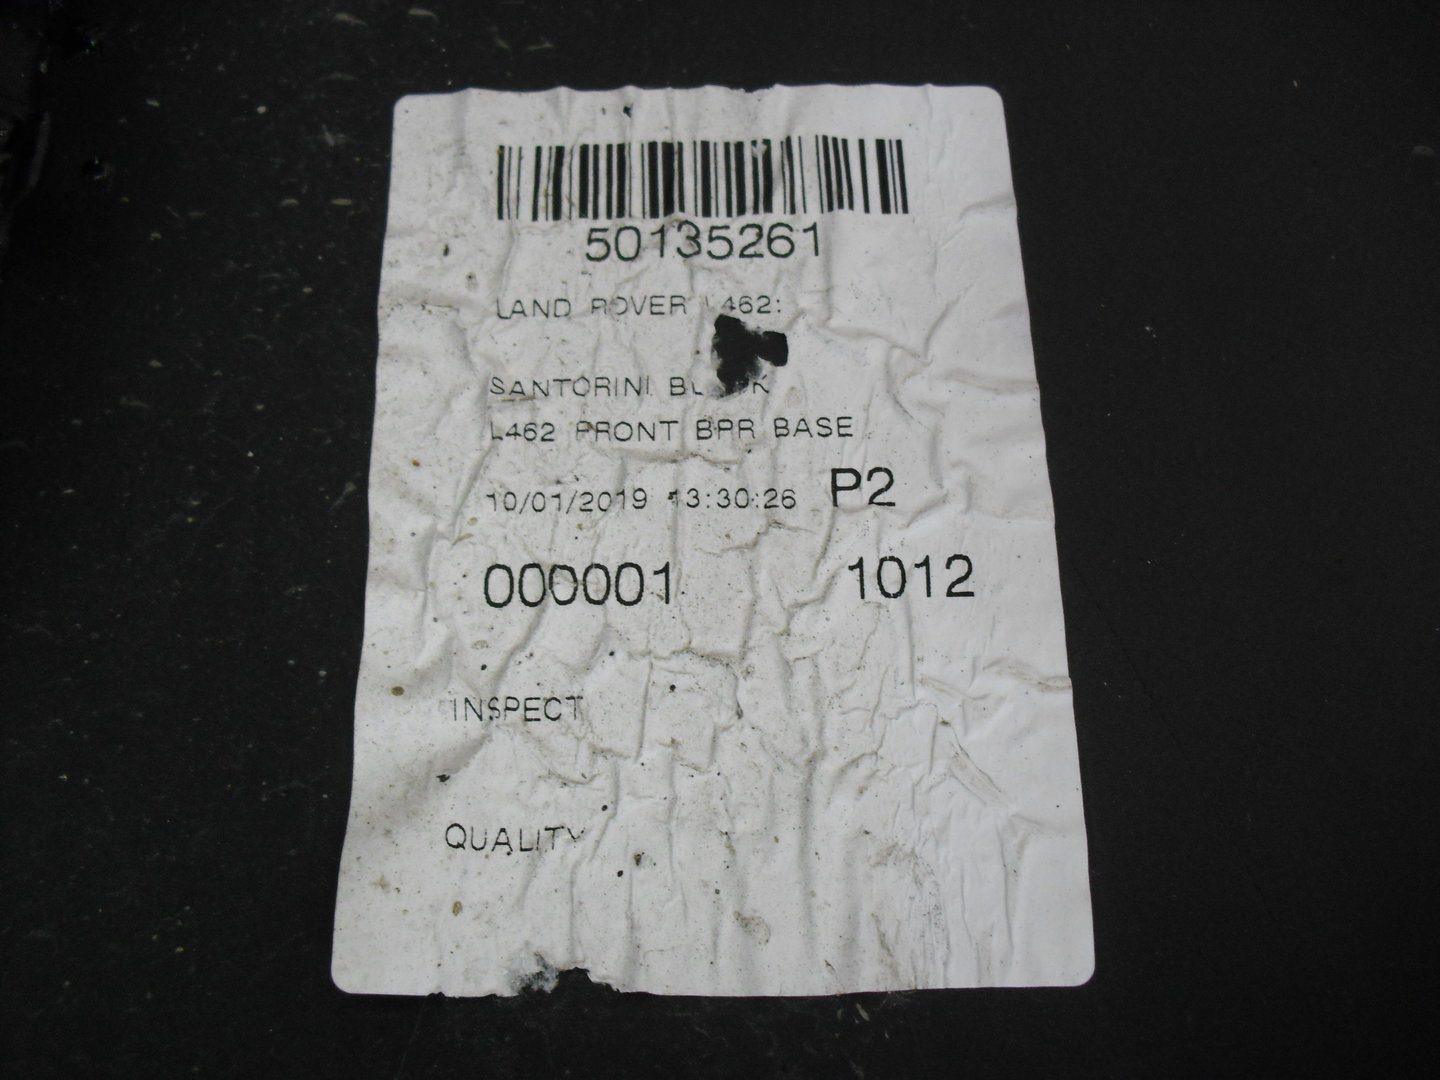 50135261
LAND ROVER L462:
SANTORINI
L462 FRONT BPR BASE
10/01/2019 13:30:26 P2
000001 1012
INSPECT
QUALITY